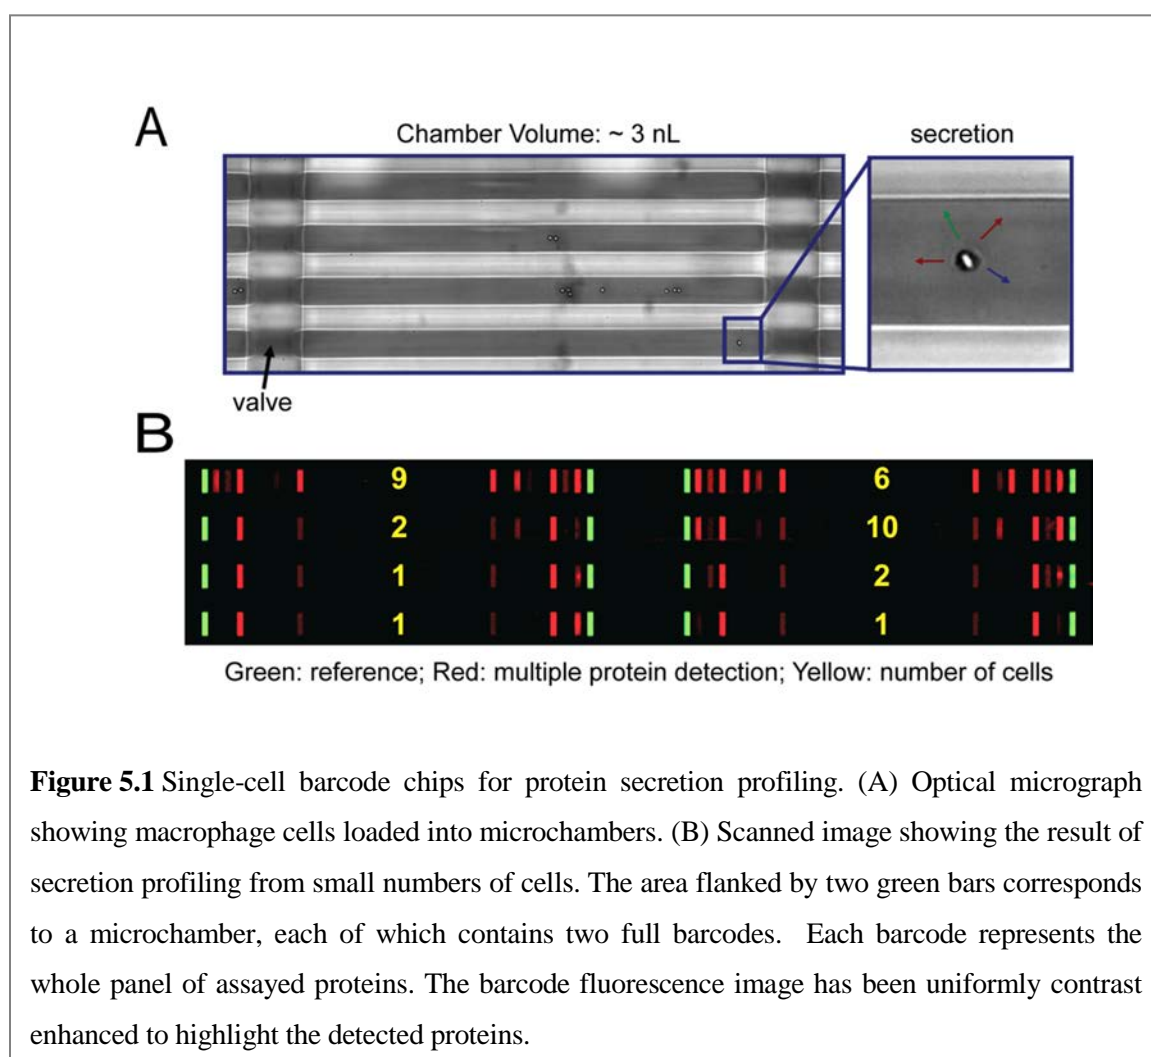 A
Chamber Volume: ~ 3 nL
secretion
valve
B
9
6
2
10
1
2
1
1
Green: reference; Red: multiple protein detection; Yellow: number of cells
Figure 5.1 Single-cell barcode chips for protein secretion profiling. (A) Optical micrograph
showing macrophage cells loaded into microchambers. (B) Scanned image showing the result of
secretion profiling from small numbers of cells. The area flanked by two green bars corresponds
to a microchamber, each of which contains two full barcodes. Each barcode represents the
whole panel of assayed proteins. The barcode fluorescence image has been uniformly contrast
enhanced to highlight the detected proteins.